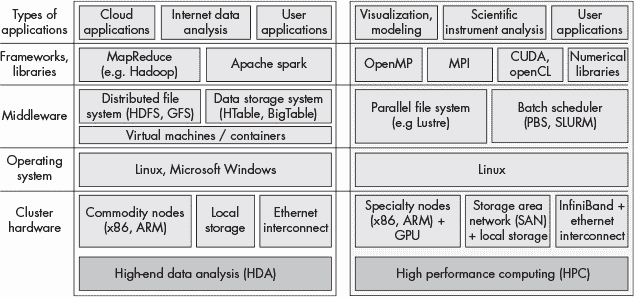 Types of
applications
Cloud
applications
Internet data
analysis
User
applications
Visualization,
modeling
Scientific
instrument analysis
User
applications
Frameworks,
libraries
MapReduce
(e.g. Hadoop)
Apache spark
OpenMP
MPI
CUDA,
openCL
Numerical
libraries
Middleware
Distributed file
system (HDFS, GFS)
Data storage system
(HTable, BigTable)
Virtual machines / containers
Parallel file system
(e.g Lustre)
Batch scheduler
(PBS, SLURM)
Operating
system
Linux, Microsoft Windows
Linux
Cluster
hardware
Commodity nodes
(x86, ARM)
Local
storage
Ethernet
interconnect
Specialty nodes
(x86, ARM) +
GPU
Storage area
network (SAN)
+ local storage
InfiniBand +
ethernet
interconnect
High-end data analysis (HDA)
High performance computing (HPC)